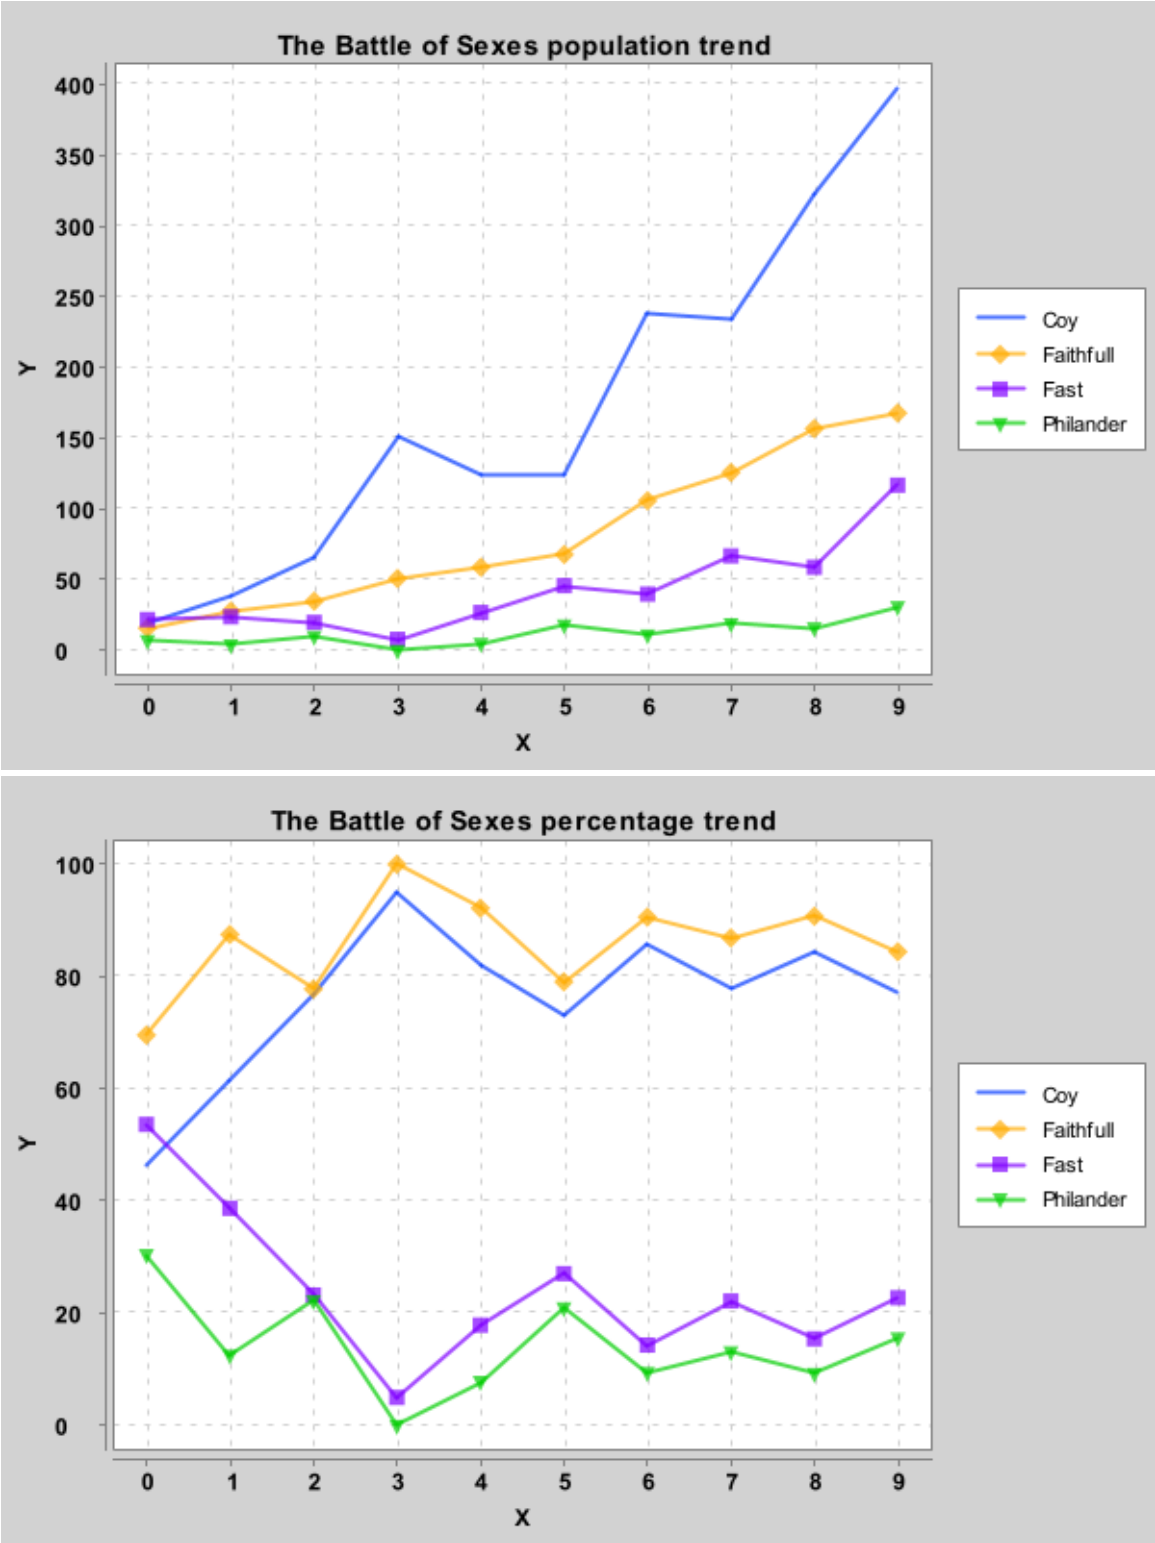 The Battle of Sexes population trend
400
350
300
250
200
150
100
50
0
Y
0 1 2 3 4 5 6 7 8 9
X
Coy
Faithfull
Fast
Philander
The Battle of Sexes percentage trend
100
80
60
40
20
0
Y
0 1 2 3 4 5 6 7 8 9
X
Coy
Faithfull
Fast
Philander